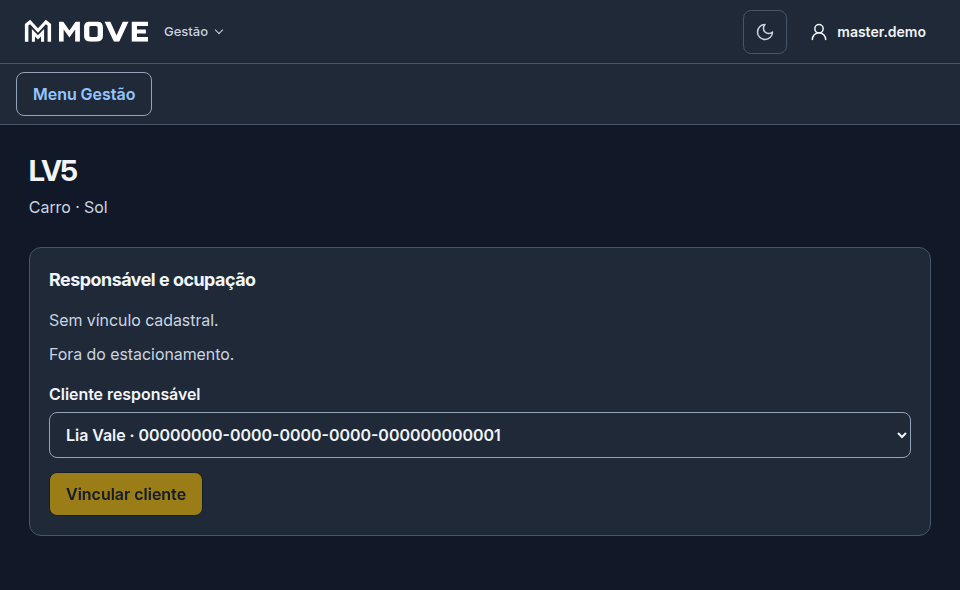 MOVE Gestão master.demo
Menu Gestão
LV5
Carro · Sol
Responsável e ocupação
Sem vínculo cadastral.
Fora do estacionamento.
Cliente responsável
Lia Vale · 00000000-0000-0000-0000-000000000001
Vincular cliente